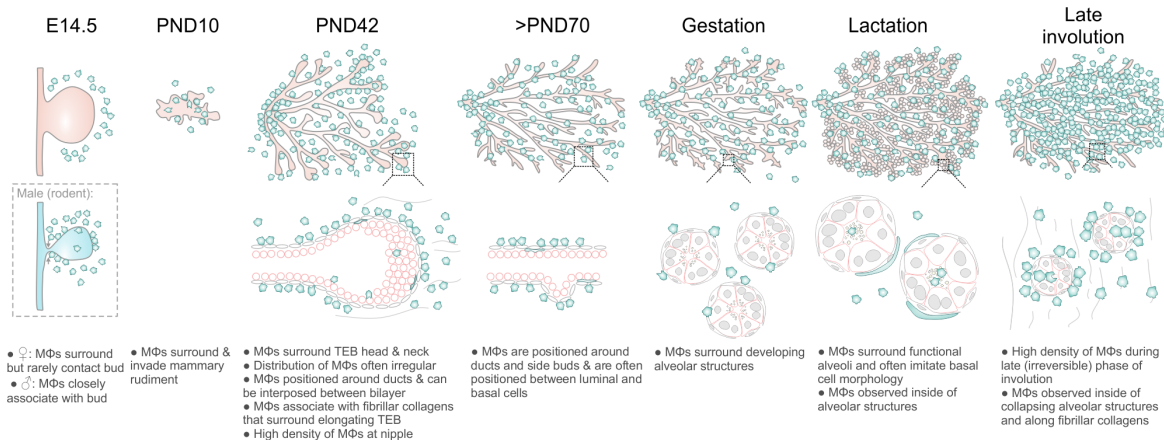 E14.5
PND10
PND42
>PND70
Gestation
Lactation
Late
involution
Male (rodent):
● ♀: MΦs surround
but rarely contact bud
● ♂: MΦs closely
associate with bud
● MΦs surround &
invade mammary
rudiment
● MΦs surround TEB head & neck
● Distribution of MΦs often irregular
● MΦs positioned around ducts & can
be interposed between bilayer
● MΦs associate with fibrillar collagens
that surround elongating TEB
● High density of MΦs at nipple
● MΦs are positioned around
ducts and side buds & are often
positioned between luminal and
basal cells
● MΦs surround developing
alveolar structures
● MΦs surround functional
alveoli and often imitate basal
cell morphology
● MΦs observed inside of
alveolar structures
● High density of MΦs during
late (irreversible) phase of
involution
● MΦs observed inside of
collapsing alveolar structures
and along fibrillar collagens